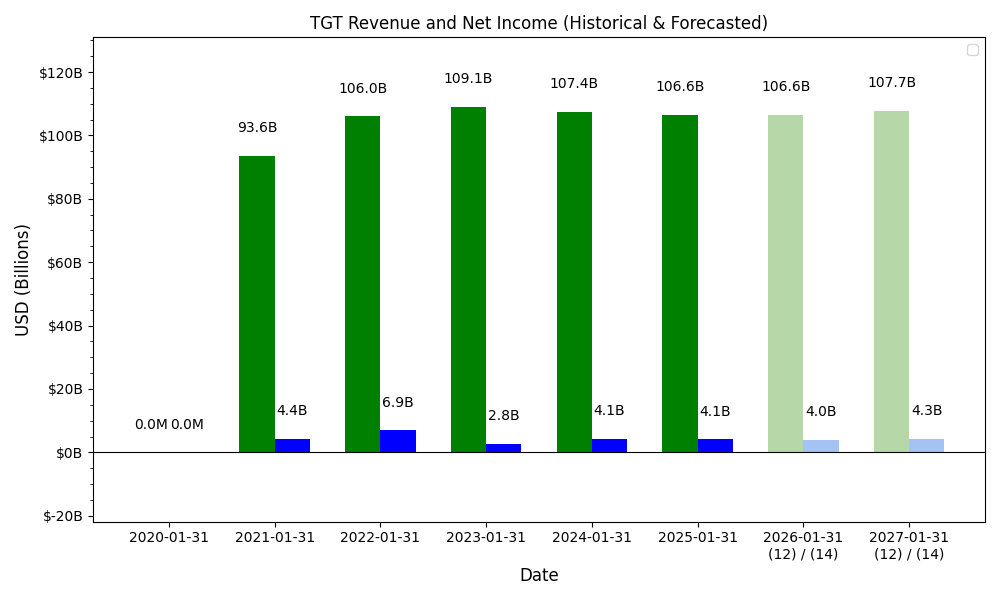 TGT Revenue and Net Income (Historical & Forecasted)
USD (Billions)
$120B
$100B
$80B
$60B
$40B
$20B
$0B
$-20B
0.0M 0.0M
93.6B
4.4B
106.0B
6.9B
109.1B
2.8B
107.4B
4.1B
106.6B
4.1B
106.6B
4.0B
107.7B
4.3B
2020-01-31
2021-01-31
2022-01-31
2023-01-31
2024-01-31
2025-01-31
2026-01-31
(12) / (14)
2027-01-31
(12) / (14)
Date